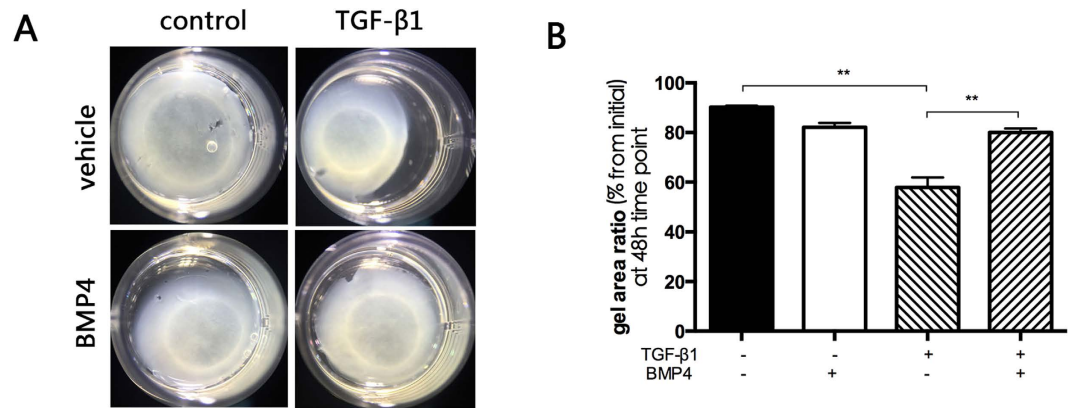 A
control
TGF-β1
vehicle
BMP4
B
gel area ratio (% from initial)
at 48h time point
100
80
60
40
20
0
**
**
TGF-β1 - - + +
BMP4 - + - +